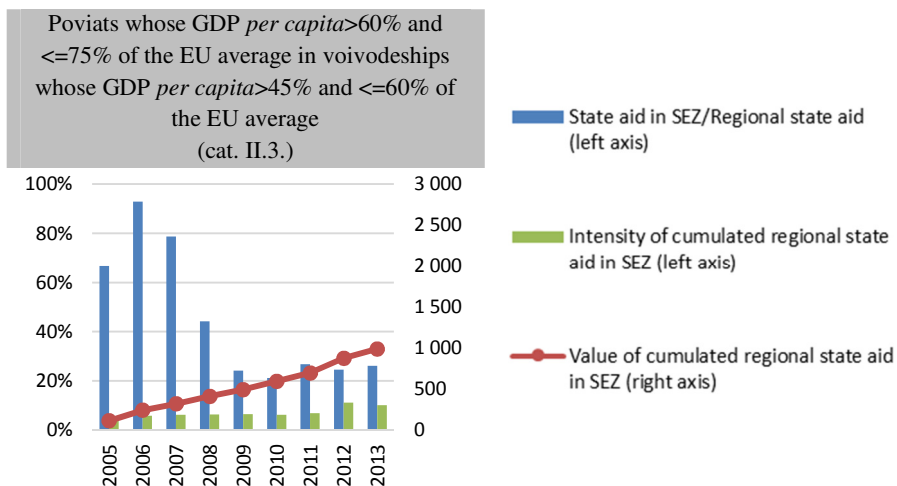 Poviats whose GDP per capita>60% and
<=75% of the EU average in voivodeships
whose GDP per capita>45% and <=60% of
the EU average
(cat. II.3.)
100%
80%
60%
40%
20%
0%
3 000
2 500
2 000
1 500
1 000
500
0
2005
2006
2007
2008
2009
2010
2011
2012
2013
State aid in SEZ/Regional state aid
(left axis)
Intensity of cumulated regional state
aid in SEZ (left axis)
Value of cumulated regional state aid
in SEZ (right axis)